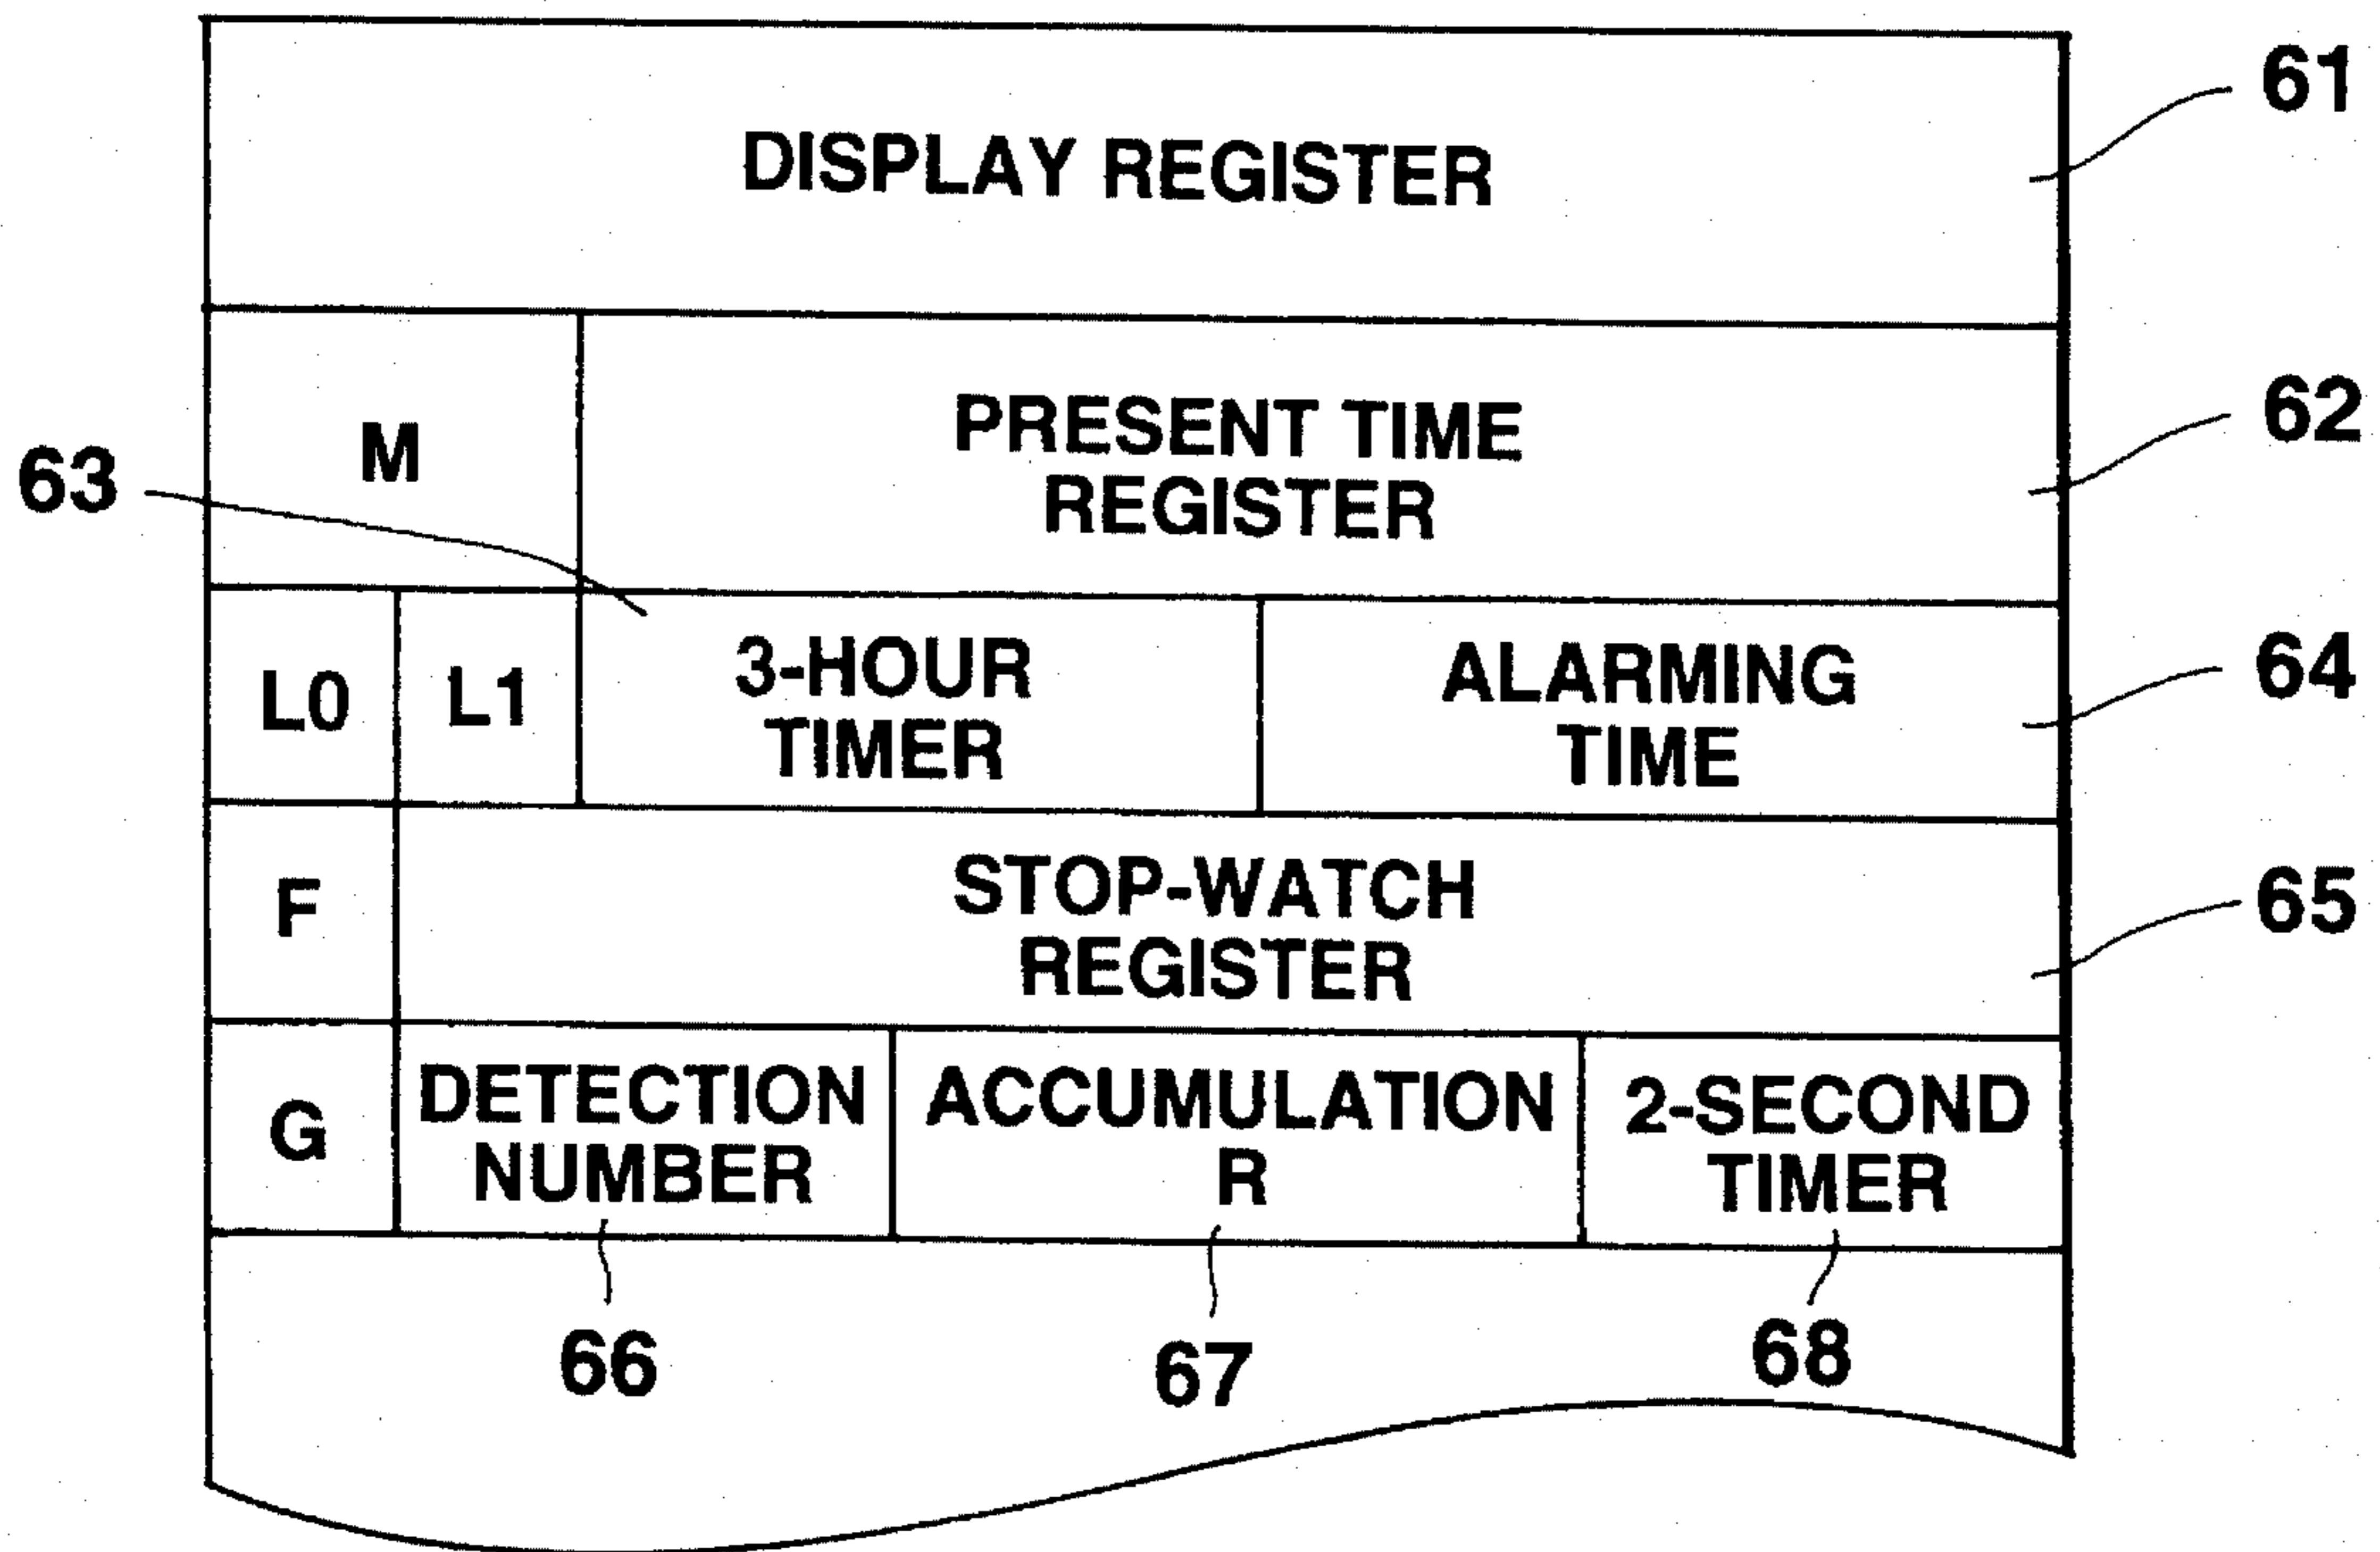 DISPLAY REGISTER
61
M
PRESENT TIME
REGISTER
62
63
L0
L1
3-HOUR
TIMER
ALARMING
TIME
64
F
STOP-WATCH
REGISTER
65
G
DETECTION
NUMBER
ACCUMULATION
R
2-SECOND
TIMER
66
67
68